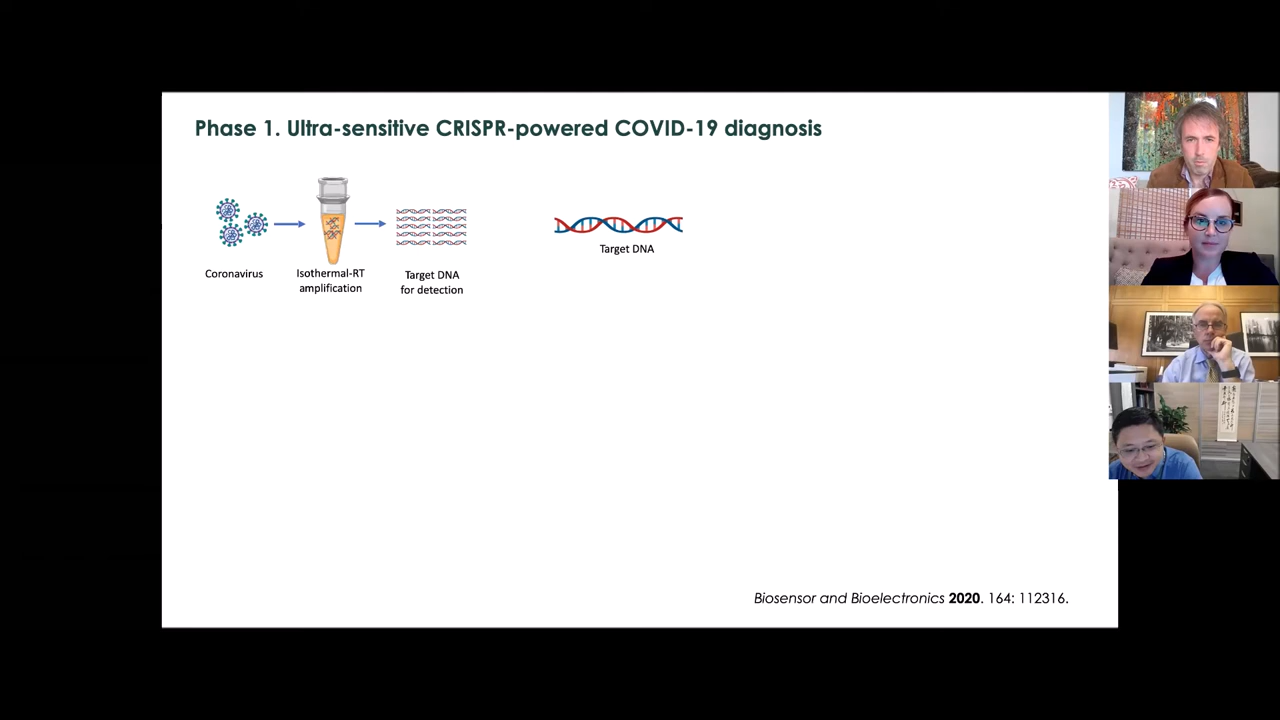 Phase 1. Ultra-sensitive CRISPR-powered COVID-19 diagnosis
Coronavirus
Isothermal-RT
amplification
Target DNA
for detection
Target DNA
Biosensor and Bioelectronics 2020. 164: 112316.